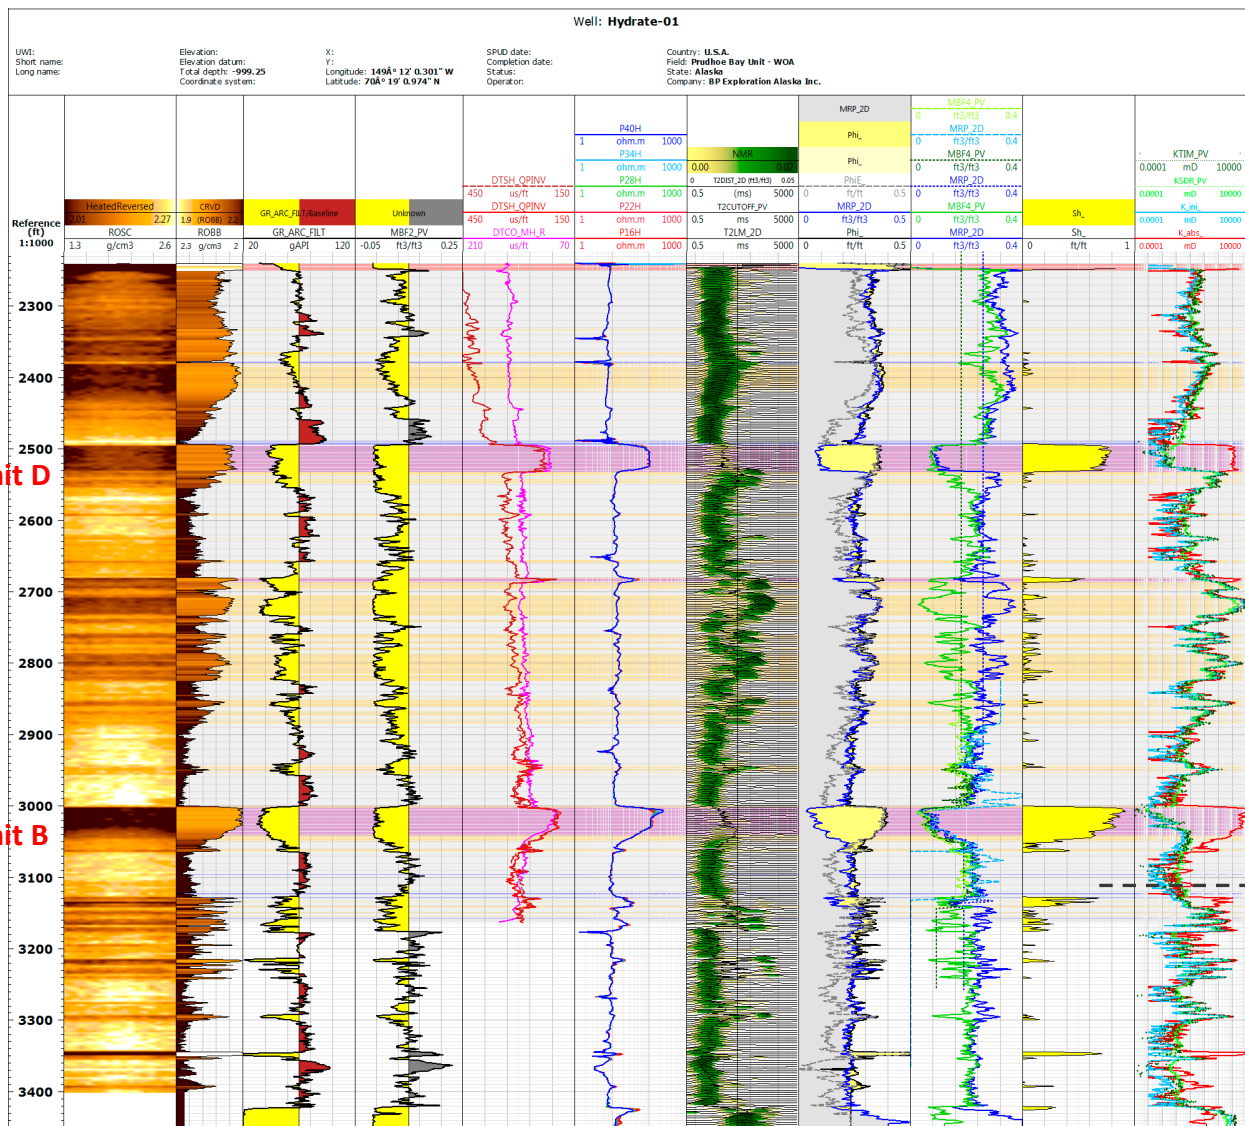 Well: Hydrate-01
UWI:
Short name:
Long name:
Elevation:
Elevation datum:
Total depth: -999.25
Coordinate system:
X:
Y:
Longitude: 149Â° 12' 0.301" W
Latitude: 70Â° 19' 0.974" N
SPUD date:
Completion date:
Status:
Operator:
Country: U.S.A.
Field: Prudhoe Bay Unit - WOA
State: Alaska
Company: BP Exploration Alaska Inc.
Reference
(ft)
1:1000
HeatedReversed
2.01 2.27
ROSC
1.3 g/cm3 2.6
CRVD
1.9 (ROBB) 2.2
ROBB
2.3 g/cm3 2
GR_ARC_FILT/Baseline
GR_ARC_FILT
20 gAPI 120
Unknown
MBF2_PV
-0.05 ft3/ft3 0.25
DTSH_QPINV
450 us/ft 150
DTSH_QPINV
450 us/ft 150
DTCO_MH_R
210 us/ft 70
P40H
1 ohm.m 1000
P34H
1 ohm.m 1000
P28H
1 ohm.m 1000
P22H
1 ohm.m 1000
P16H
1 ohm.m 1000
NMR
0.00 0.02
0 T2DIST_2D (ft3/ft3) 0.05
0.5 (ms) 5000
T2CUTOFF_PV
0.5 ms 5000
T2LM_2D
0.5 ms 5000
MRP_2D
Phi_
Phi_
PhiE_
0 ft/ft 0.5
MRP_2D
0 ft3/ft3 0.5
Phi_
0 ft/ft 0.5
MBF4_PV
0 ft3/ft3 0.4
MRP_2D
0 ft3/ft3 0.4
MBF4_PV
0 ft3/ft3 0.4
MRP_2D
0 ft3/ft3 0.4
MBF4_PV
0 ft3/ft3 0.4
MRP_2D
0 ft3/ft3 0.4
Sh_
Sh_
0 ft/ft 1
KTIM_PV
0.0001 mD 10000
KSDR_PV
0.0001 mD 10000
K_ini_
0.0001 mD 10000
K_abs_
0.0001 mD 10000
2300
2400
2500
nit D
2600
2700
2800
2900
3000
nit B
3100
3200
3300
3400